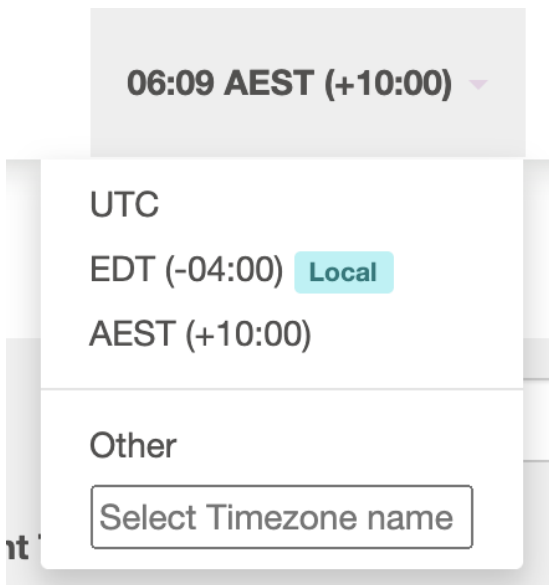 06:09 AEST (+10:00)
UTC
EDT (-04:00) Local
AEST (+10:00)
Other
Select Timezone name